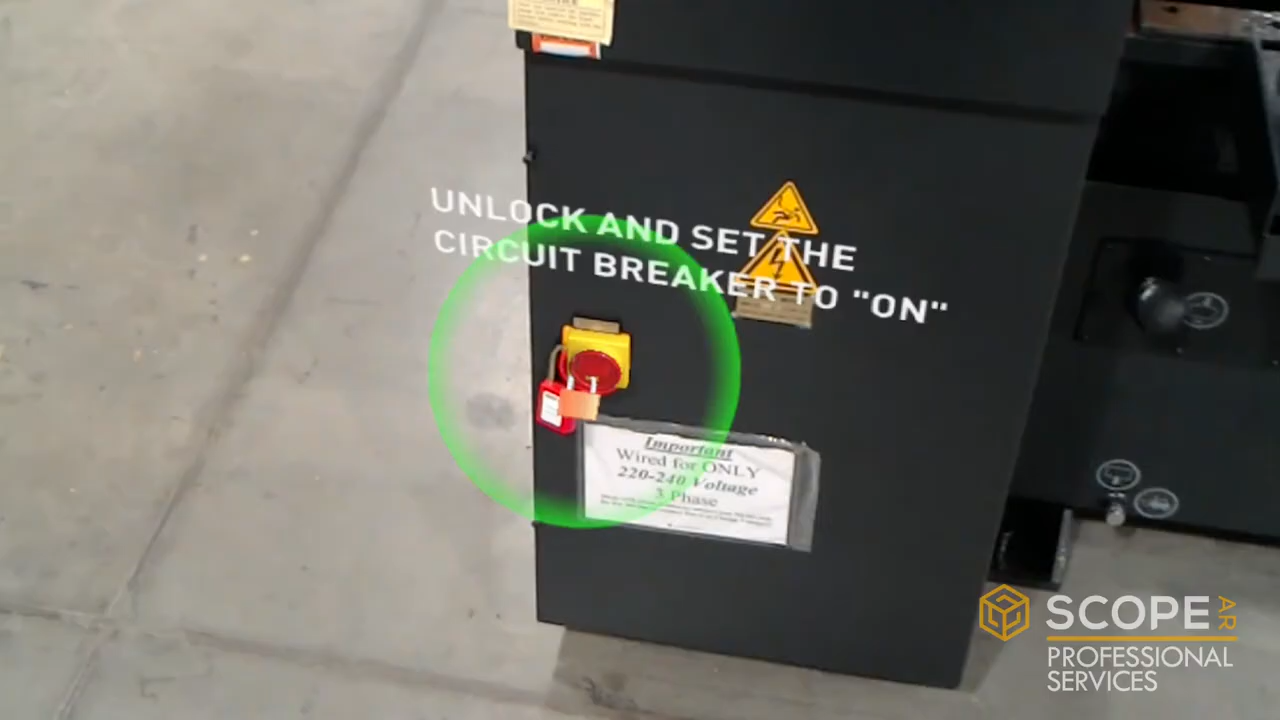 UNLOCK AND SET THE
CIRCUIT BREAKER TO "ON"
Important
Wired for ONLY
220-240 Voltage
3 Phase
SCOPE AR
PROFESSIONAL
SERVICES